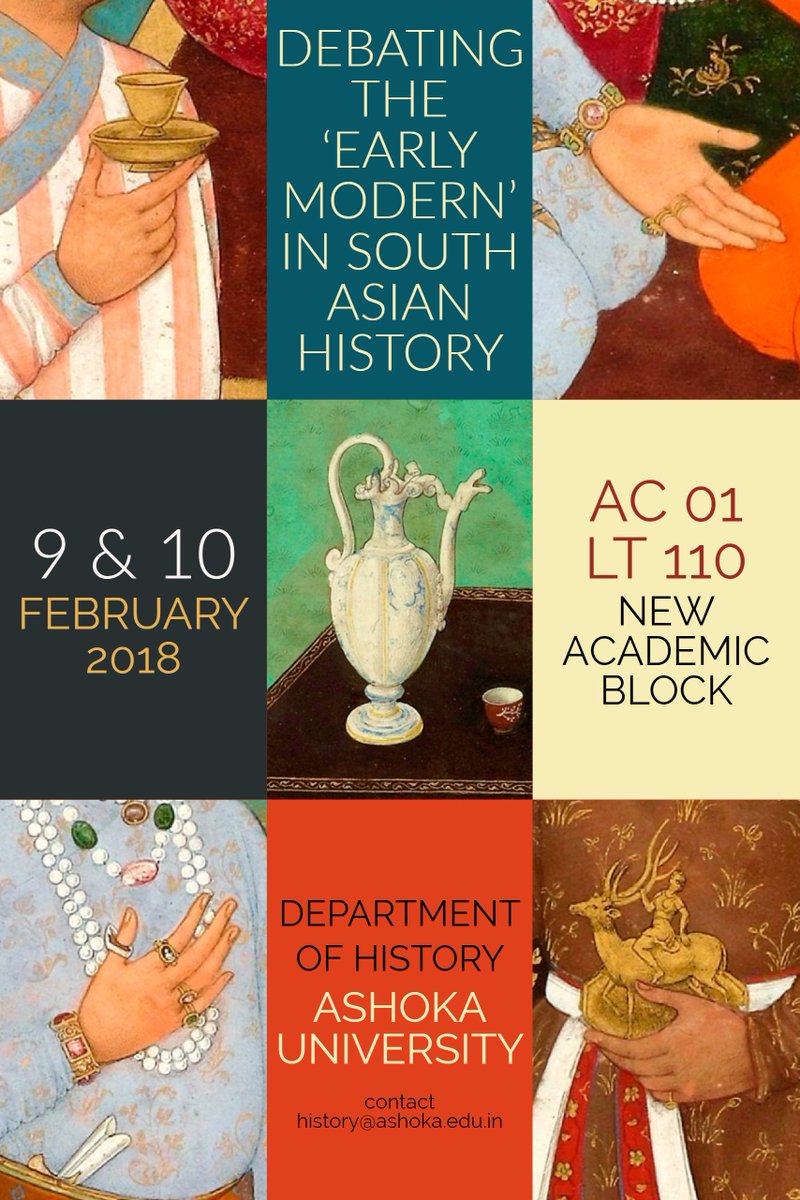 DEBATING
THE
‘EARLY
MODERN’
IN SOUTH
ASIAN
HISTORY
9 & 10
FEBRUARY
2018
AC 01
LT 110
NEW
ACADEMIC
BLOCK
DEPARTMENT
OF HISTORY
ASHOKA
UNIVERSITY
contact
history@ashoka.edu.in